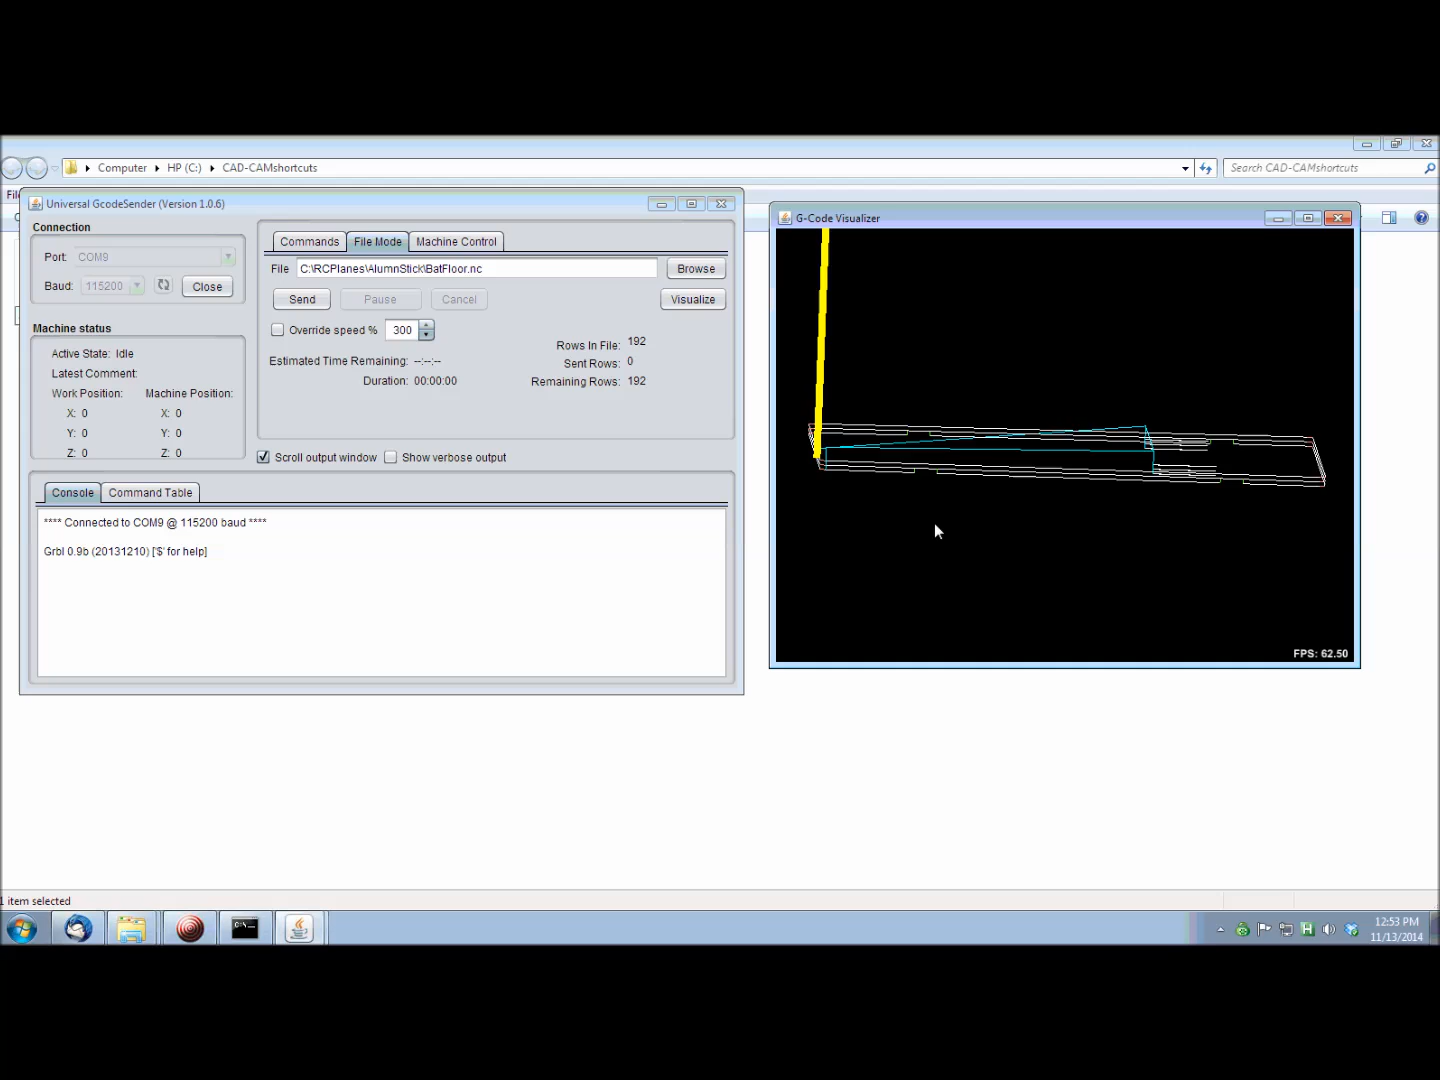 Computer
HP (C:)
CAD-CAMshortcuts
Search CAD-CAMshortcuts
Universal GcodeSender (Version 1.0.6)
Connection
Port: COM9
Baud: 115200
Close
Machine status
Active State: Idle
Latest Comment:
Work Position: Machine Position:
X: 0 X: 0
Y: 0 Y: 0
Z: 0 Z: 0
Commands
File Mode
Machine Control
File C:\RCPlanes\AlumnStick\BatFloor.nc
Browse
Send
Pause
Cancel
Visualize
Override speed % 300
Rows In File: 192
Estimated Time Remaining: --:--:--
Sent Rows: 0
Duration: 00:00:00
Remaining Rows: 192
Scroll output window
Show verbose output
Console
Command Table
**** Connected to COM9 @ 115200 baud ****
Grbl 0.9b (20131210) ['$' for help]
G-Code Visualizer
FPS: 62.50
1 item selected
12:53 PM
11/13/2014